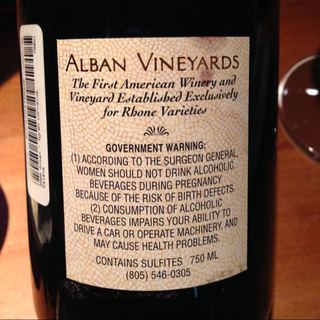 ALBAN VINEYARDS
The First American Winery and
Vineyard Established Exclusively
for Rhone Varieties
GOVERNMENT WARNING:
(1) ACCORDING TO THE SURGEON GENERAL,
WOMEN SHOULD NOT DRINK ALCOHOLIC
BEVERAGES DURING PREGNANCY
BECAUSE OF THE RISK OF BIRTH DEFECTS.
(2) CONSUMPTION OF ALCOHOLIC
BEVERAGES IMPAIRS YOUR ABILITY TO
DRIVE A CAR OR OPERATE MACHINERY, AND
MAY CAUSE HEALTH PROBLEMS.
CONTAINS SULFITES 750 ML
(805) 546-0305